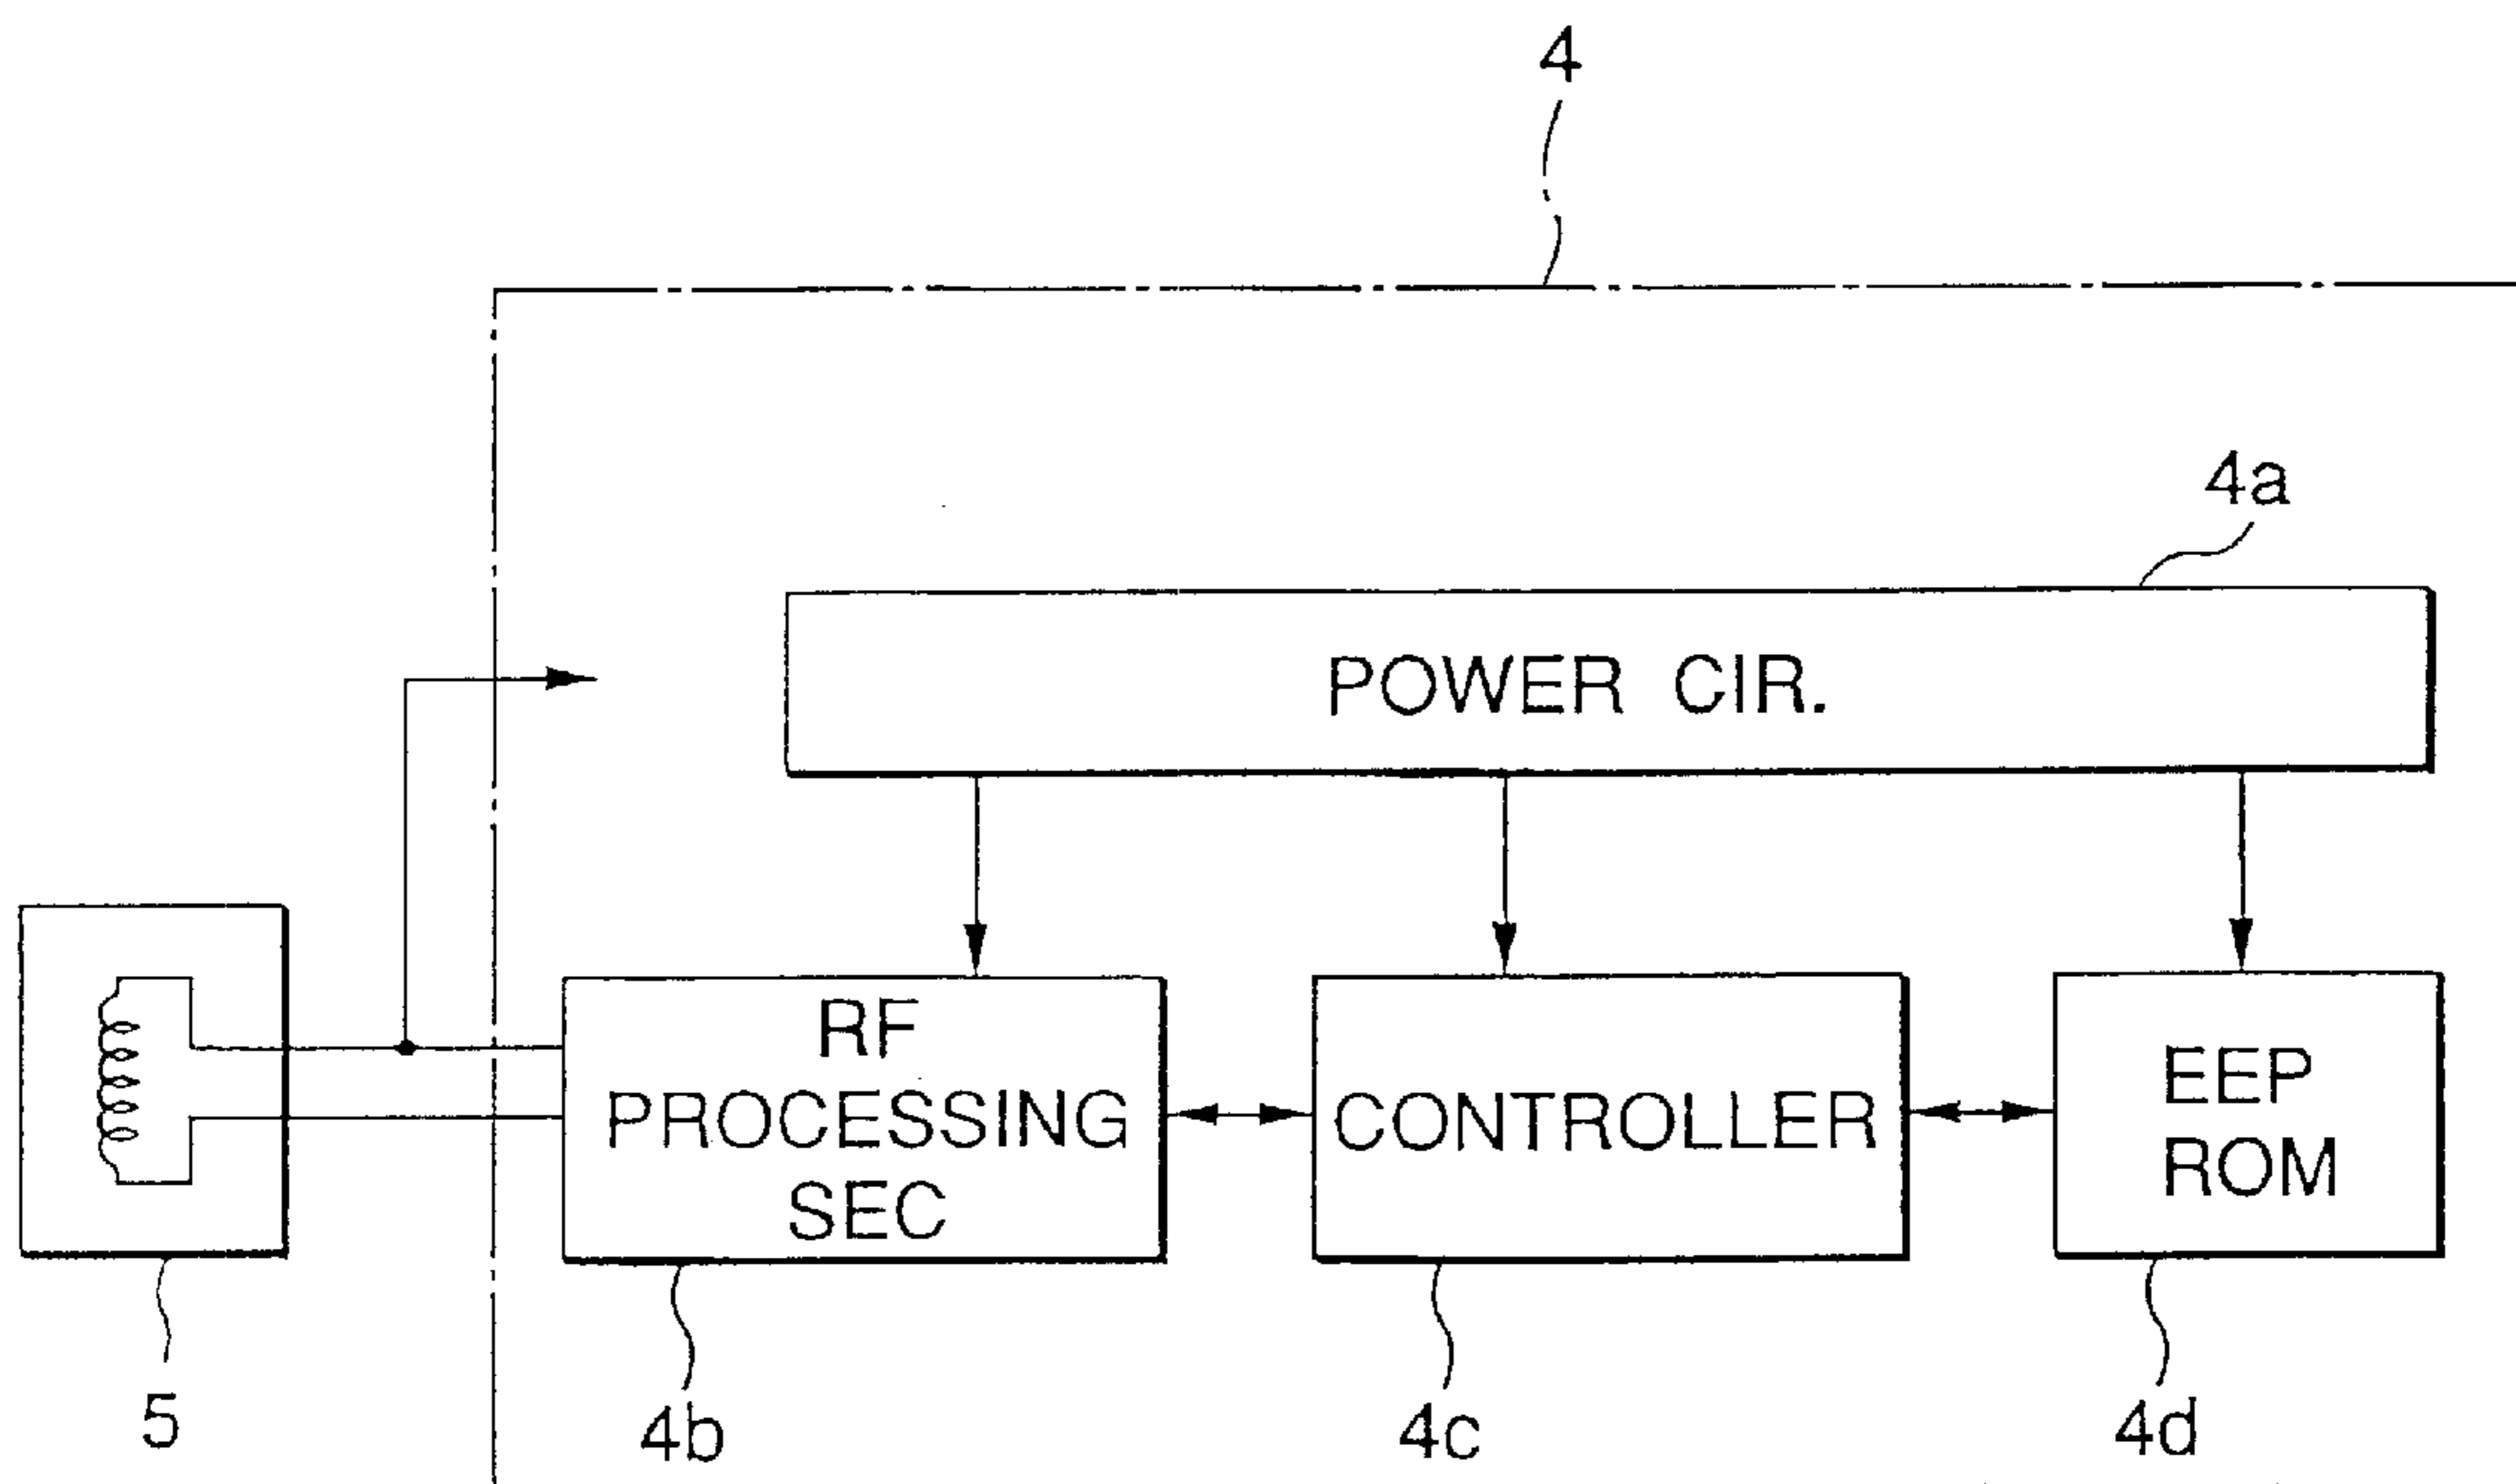 4
4a
POWER CIR.
RF
PROCESSING
SEC
CONTROLLER
EEP
ROM
5
4b
4c
4d